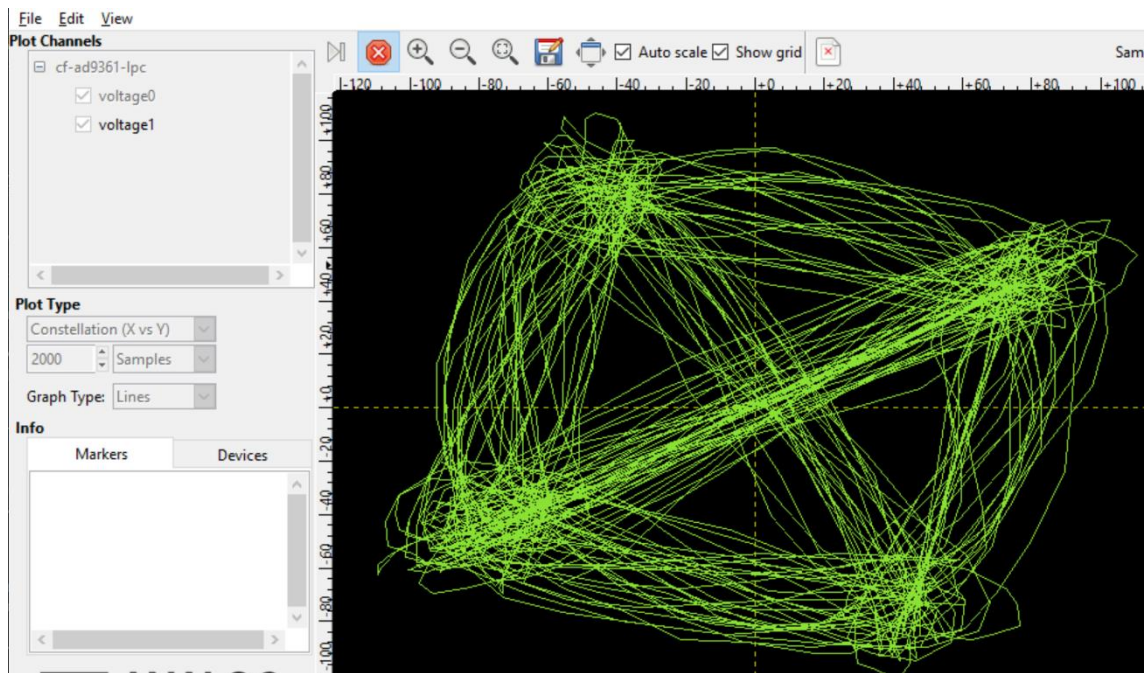 File Edit View
Plot Channels
cf-ad9361-lpc
voltage0
voltage1
Auto scale Show grid Sam
-120 -100 -80 -60 -40 -20 +0 +20 +40 +60 +80 +100
+100
+80
+60
+40
+20
+0
-20
-40
-60
-80
-100
Plot Type
Constellation (X vs Y)
2000 Samples
Graph Type: Lines
Info
Markers Devices